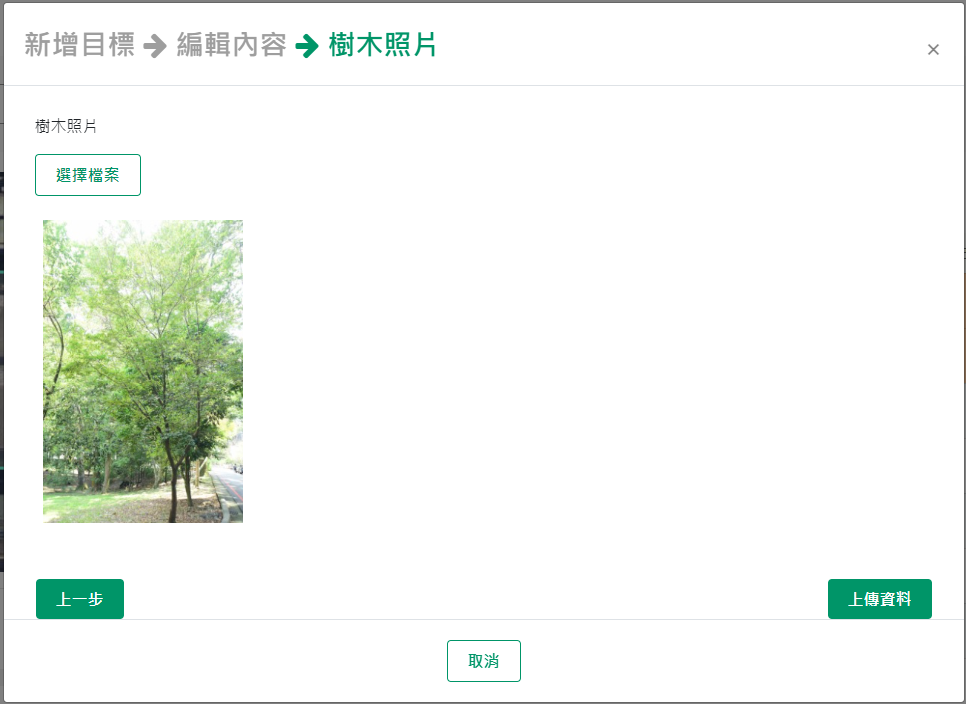 新增目標 → 編輯內容 → 樹木照片
×
樹木照片
選擇檔案
上一步
上傳資料
取消